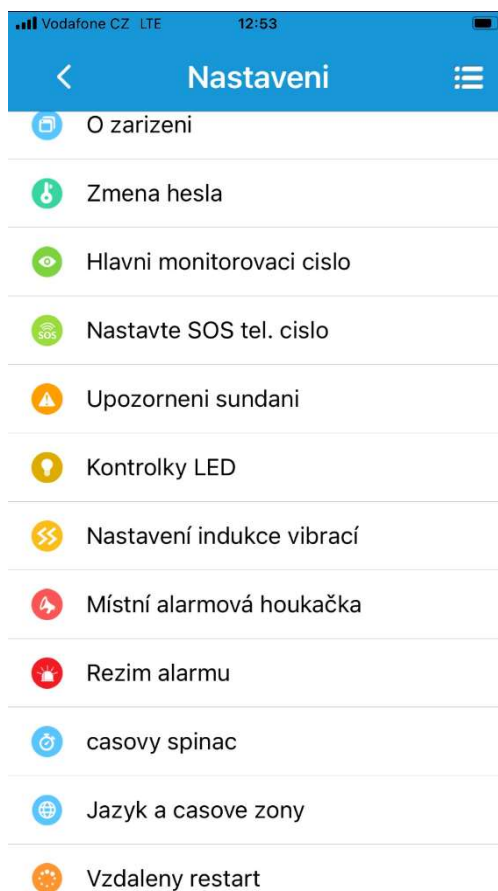 Vodafone CZ LTE 12:53
Nastaveni
O zarizeni
Zmena hesla
Hlavni monitorovaci cislo
SOS
Nastavte SOS tel. cislo
Upozorneni sundani
Kontrolky LED
Nastavení indukce vibrací
Místní alarmová houkačka
Rezim alarmu
casovy spinac
Jazyk a casove zony
Vzdaleny restart